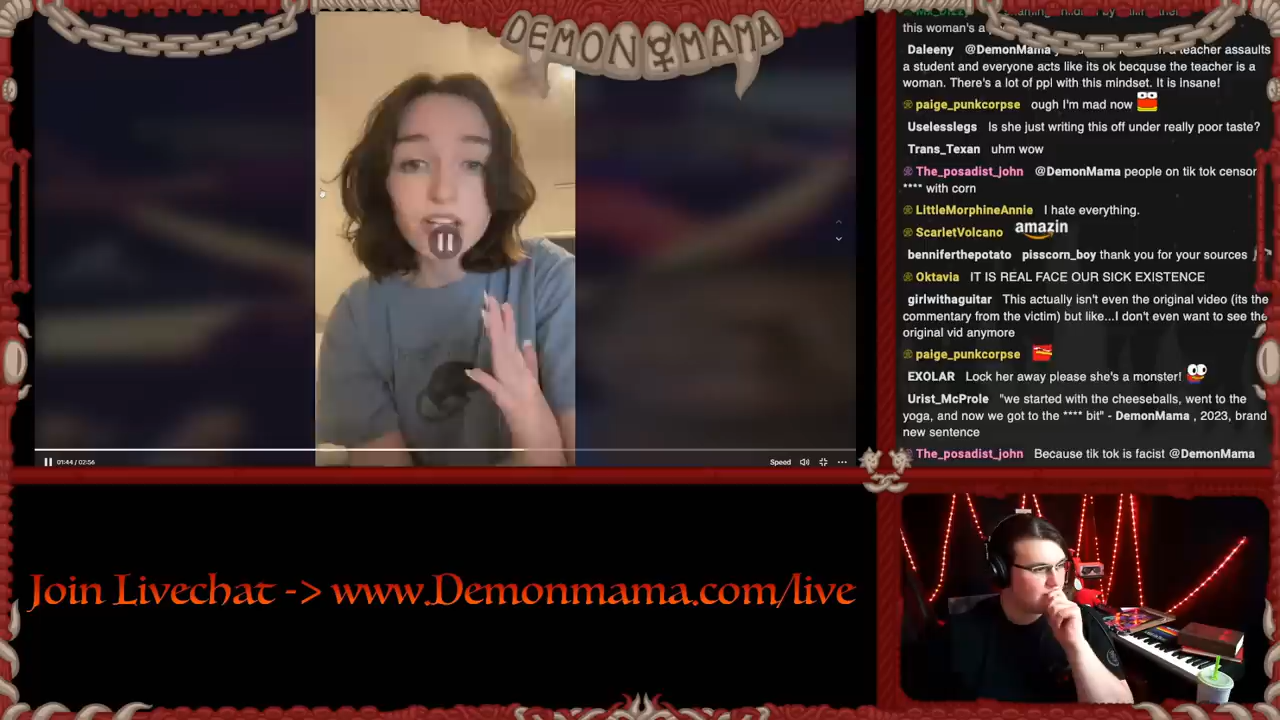 DEMON MAMA
this woman's a
Daleeny @DemonMama
a teacher assaults
a student and everyone acts like its ok becquse the teacher is a
woman. There's a lot of ppl with this mindset. It is insane!
paige_punkcorpse ough I'm mad now
Uselesslegs Is she just writing this off under really poor taste?
Trans_Texan uhm wow
The_posadist_john @DemonMama people on tik tok censor
**** with corn
LittleMorphineAnnie I hate everything.
ScarletVolcano amazin
benniferthepotato pisscorn_boy thank you for your sources
Oktavia IT IS REAL FACE OUR SICK EXISTENCE
girlwithaguitar This actually isn't even the original video (its the
commentary from the victim) but like...I don't even want to see the
original vid anymore
paige_punkcorpse
EXOLAR Lock her away please she's a monster!
Urist_McProle "we started with the cheeseballs, went to the
yoga, and now we got to the **** bit" - DemonMama , 2023, brand
new sentence
The_posadist_john Because tik tok is facist @DemonMama
01:44 / 02:56
Speed
Join Livechat -> www.Demonmama.com/live